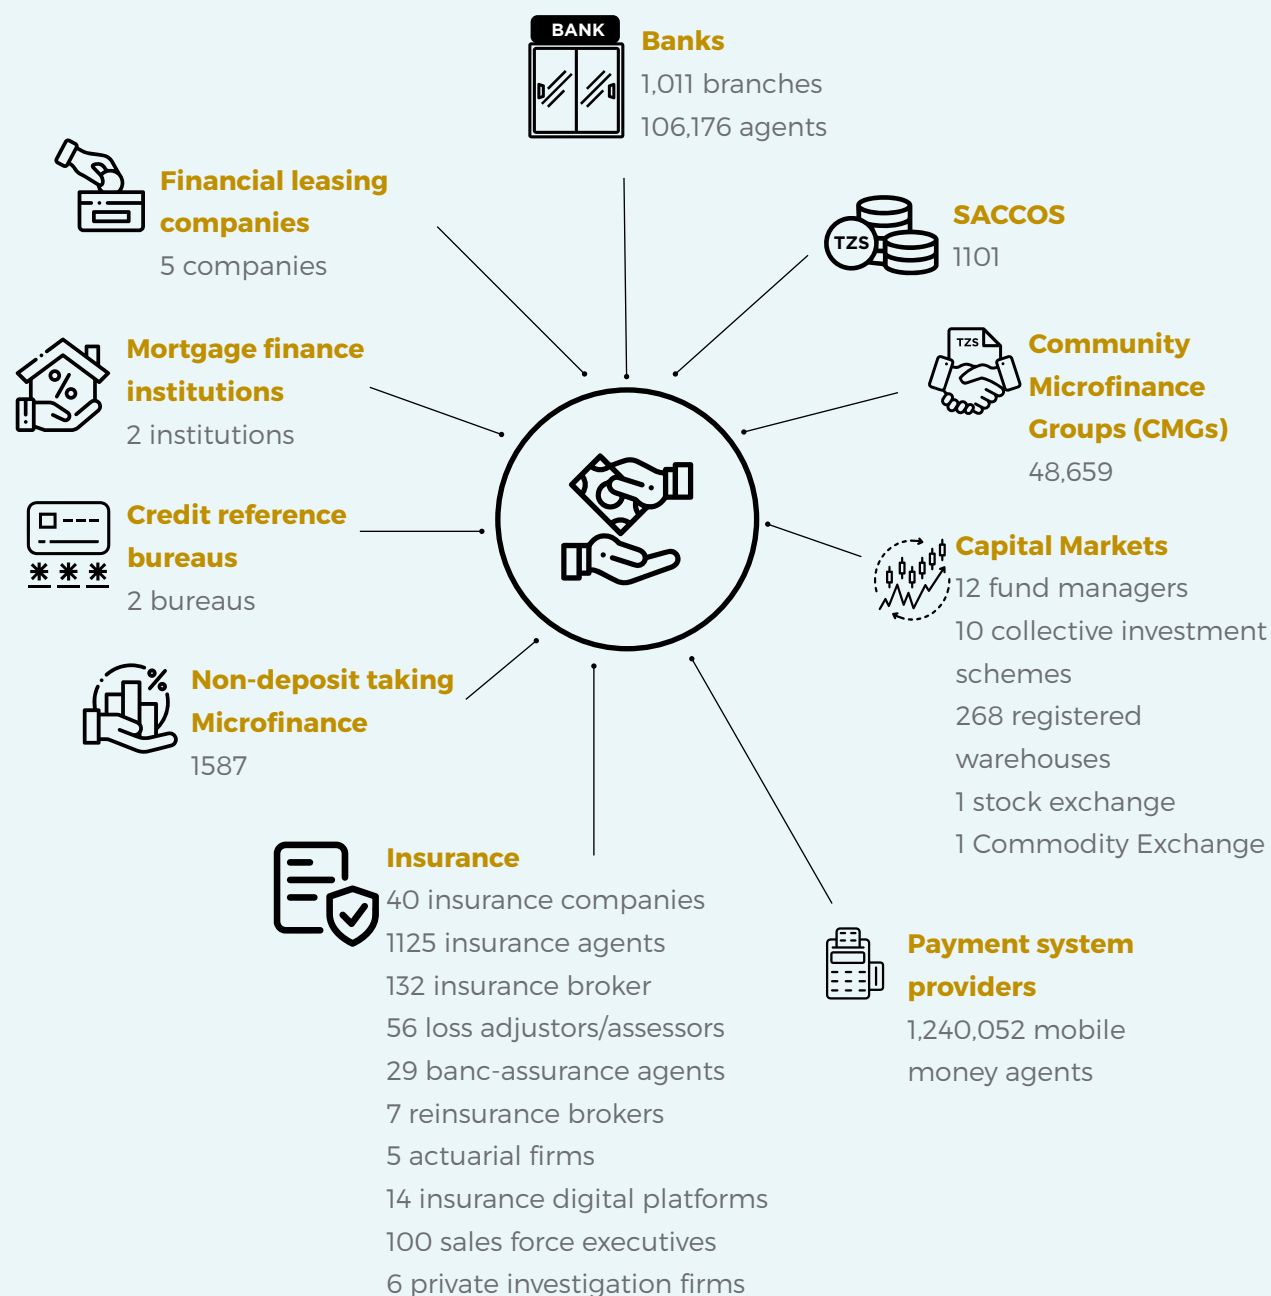 BANK
Banks
1,011 branches
106,176 agents
Financial leasing
companies
5 companies
TZS
SACCOS
1101
Mortgage finance
institutions
2 institutions
TZS
Community
Microfinance
Groups (CMGs)
48,659
Credit reference
bureaus
2 bureaus
Capital Markets
12 fund managers
10 collective investment
schemes
268 registered
warehouses
1 stock exchange
1 Commodity Exchange
Non-deposit taking
Microfinance
1587
Insurance
40 insurance companies
1125 insurance agents
132 insurance broker
56 loss adjustors/assessors
29 banc-assurance agents
7 reinsurance brokers
5 actuarial firms
14 insurance digital platforms
100 sales force executives
6 private investigation firms
Payment system
providers
1,240,052 mobile
money agents